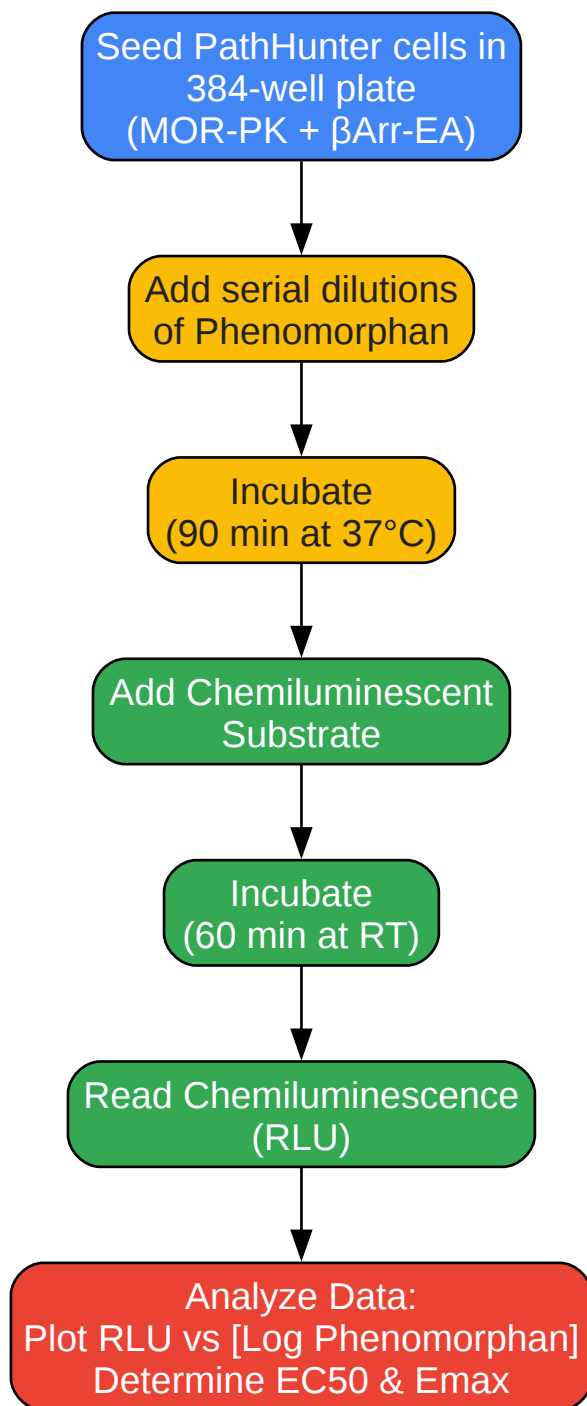 Seed PathHunter cells in
384-well plate
(MOR-PK + βArr-EA)
Add serial dilutions
of Phenomorphan
Incubate
(90 min at 37°C)
Add Chemiluminescent
Substrate
Incubate
(60 min at RT)
Read Chemiluminescence
(RLU)
Analyze Data:
Plot RLU vs [Log Phenomorphan]
Determine EC50 & Emax